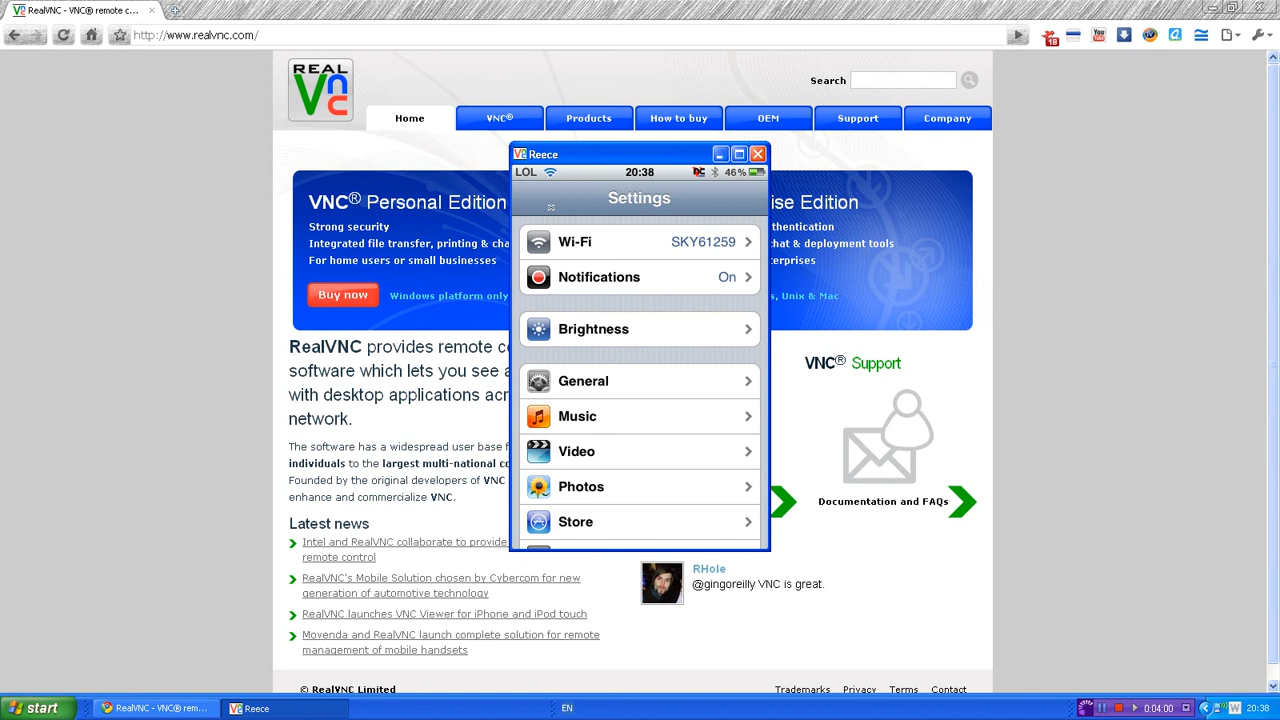 RealVNC - VNC® remote c...
http://www.realvnc.com/
18
You
REAL
VNC
Search
Home
VNC®
Products
How to buy
OEM
Support
Company
VNC® Personal Edition
Strong security
Integrated file transfer, printing & cha
For home users or small businesses
Buy now
Windows platform only
ise Edition
thentication
chat & deployment tools
terprises
s, Unix & Mac
Reece
LOL
20:38
46%
Settings
Wi-Fi
SKY61259
Notifications
On
Brightness
General
Music
Video
Photos
Store
RealVNC provides remote co
software which lets you see a
with desktop applications acr
network.
The software has a widespread user base f
individuals to the largest multi-national co
Founded by the original developers of VNC
enhance and commercialize VNC.
Latest news
Intel and RealVNC collaborate to provide
remote control
RealVNC's Mobile Solution chosen by Cybercom for new
generation of automotive technology
RealVNC launches VNC Viewer for iPhone and iPod touch
Movenda and RealVNC launch complete solution for remote
management of mobile handsets
VNC® Support
Documentation and FAQs
RHole
@gingoreilly VNC is great.
© RealVNC Limited
Trademarks
Privacy
Terms
Contact
start
RealVNC - VNC® rem...
Reece
EN
0:04:00
20:38